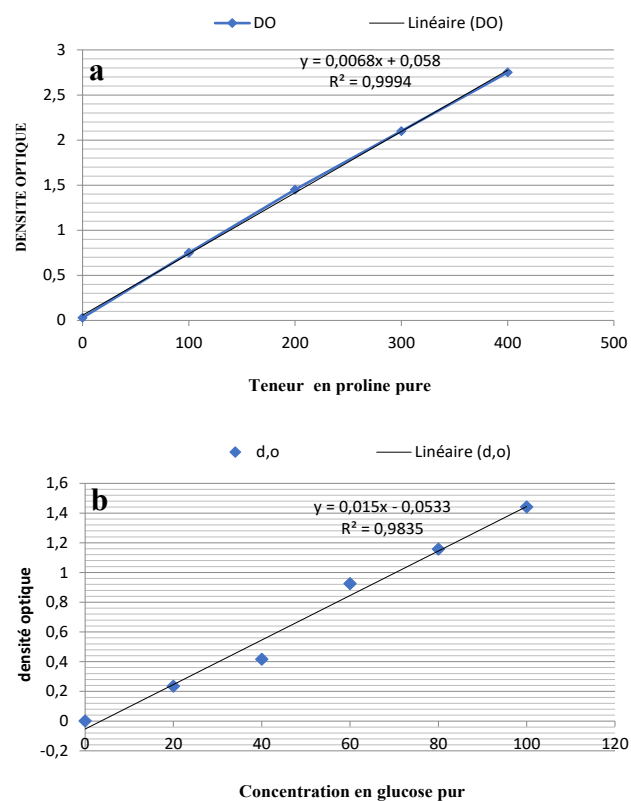 DO Linéaire (DO)
a
y = 0,0068x + 0,058
R² = 0,9994
DENSITE OPTIQUE
3
2,5
2
1,5
1
0,5
0
0 100 200 300 400 500
Teneur en proline pure
d,o Linéaire (d,o)
b
y = 0,015x - 0,0533
R² = 0,9835
densité optique
1,6
1,4
1,2
1
0,8
0,6
0,4
0,2
0
-0,2
0 20 40 60 80 100 120
Concentration en glucose pur